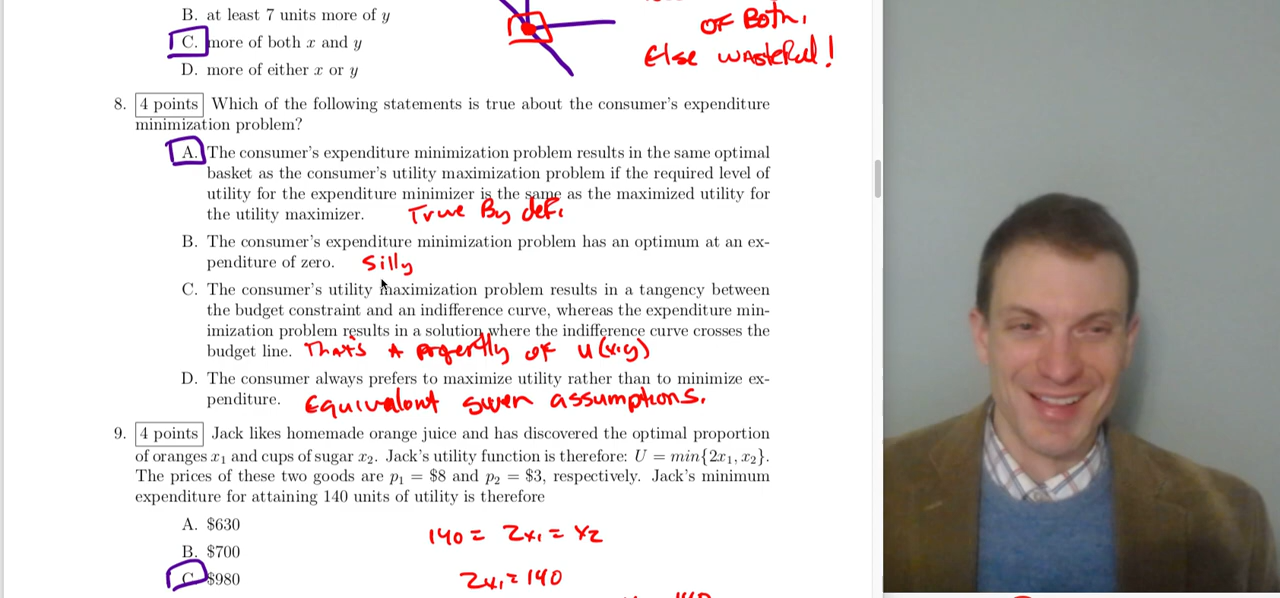 B. at least 7 units more of y
OF Both,
C. more of both x and y
Else wasteful!
D. more of either x or y
8. 4 points Which of the following statements is true about the consumer's expenditure
minimization problem?
A. The consumer's expenditure minimization problem results in the same optimal
basket as the consumer's utility maximization problem if the required level of
utility for the expenditure minimizer is the same as the maximized utility for
the utility maximizer. True By def.
B. The consumer's expenditure minimization problem has an optimum at an ex-
penditure of zero. Silly
C. The consumer's utility maximization problem results in a tangency between
the budget constraint and an indifference curve, whereas the expenditure min-
imization problem results in a solution where the indifference curve crosses the
budget line. That's A propertly of u(x,y)
D. The consumer always prefers to maximize utility rather than to minimize ex-
penditure. Equivalent given assumptions.
9. 4 points Jack likes homemade orange juice and has discovered the optimal proportion
of oranges x₁ and cups of sugar x₂. Jack's utility function is therefore: U = min{2x₁, x₂}.
The prices of these two goods are p₁ = $8 and p₂ = $3, respectively. Jack's minimum
expenditure for attaining 140 units of utility is therefore
A. $630
140 = 2x₁ = x₂
B. $700
C. $980
2x₁ = 140